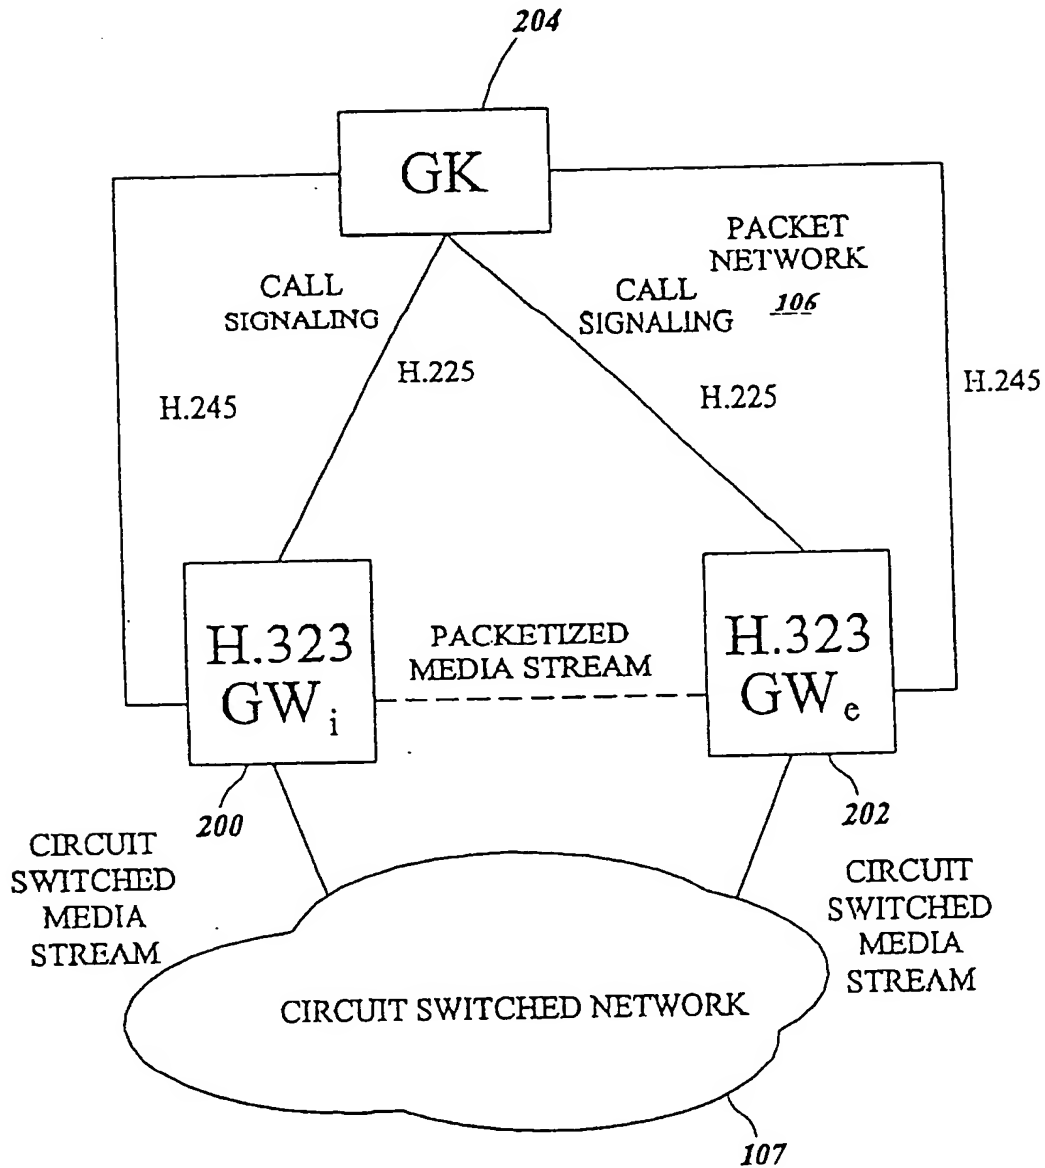 204
GK
PACKET
NETWORK
106
CALL
SIGNALING
CALL
SIGNALING
H.225
H.245
H.225
H.245
H.323
GWi
PACKETIZED
MEDIA STREAM
H.323
GWe
200
202
CIRCUIT
SWITCHED
MEDIA
STREAM
CIRCUIT
SWITCHED
MEDIA
STREAM
CIRCUIT SWITCHED NETWORK
107